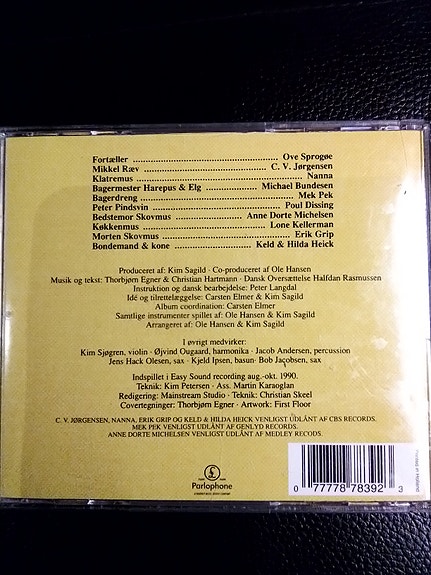 Fortæller ........ Ove Sprogøe
Mikkel Ræv ........ C. V. Jørgensen
Klatremus ........ Nanna
Bagermester Harepus & Elg ........ Michael Bundesen
Bagerdreng ........ Mek Pek
Peter Pindsvin ........ Poul Dissing
Bedstemor Skovmus ........ Anne Dorte Michelsen
Køkkenmus ........ Lone Kellerman
Morten Skovmus ........ Erik Grip
Bondemand & kone ........ Keld & Hilda Heick
Produceret af: Kim Sagild · Co-produceret af Ole Hansen
Musik og tekst: Thorbjørn Egner & Christian Hartmann · Dansk Oversættelse Halfdan Rasmussen
Instruktion og dansk bearbejdelse: Peter Langdal
Idé og tilrettelæggelse: Carsten Elmer & Kim Sagild
Album coordination: Carsten Elmer
Samtlige instrumenter spillet af: Ole Hansen & Kim Sagild
Arrangeret af: Ole Hansen & Kim Sagild
I øvrigt medvirker:
Kim Sjøgren, violin · Øjvind Ougaard, harmonika · Jacob Andersen, percussion
Jens Hack Olesen, sax · Kjeld Ipsen, basun · Bob Jacobsen, sax
Indspillet i Easy Sound recording aug.-okt. 1990.
Teknik: Kim Petersen · Ass. Martin Karaoglan
Redigering: Mainstream Studio · Teknik: Christian Skeel
Covertegninger: Thorbjørn Egner · Artwork: First Floor
C. V. JØRGENSEN, NANNA, ERIK GRIP OG KELD & HILDA HEICK VENLIGST UDLÅNT AF CBS RECORDS.
MEK PEK VENLIGST UDLÅNT AF GENLYD RECORDS.
ANNE DORTE MICHELSEN VENLIGST UDLÅNT AF MEDLEY RECODS.
Parlophone
0 77778 78392 3